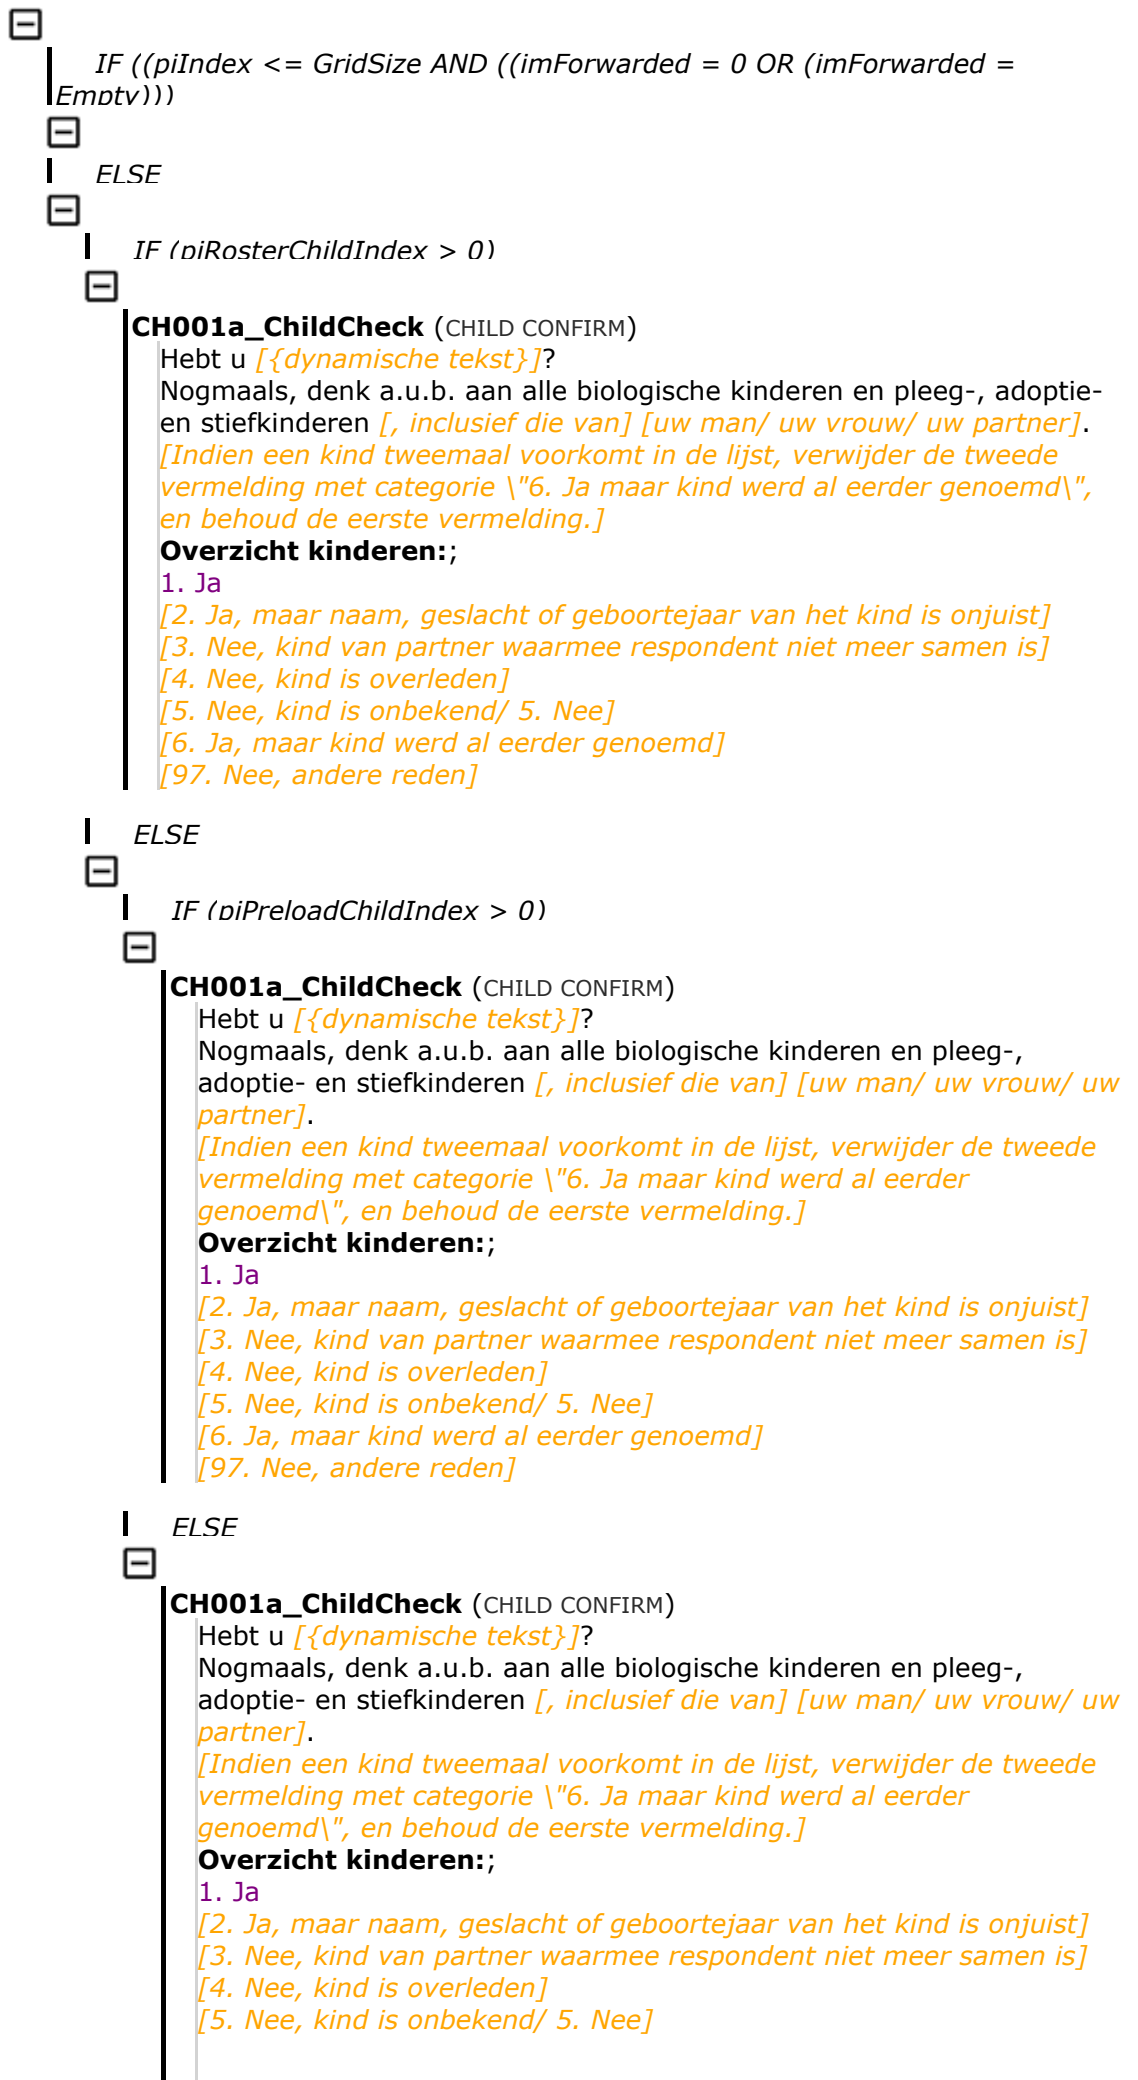 IF ((piIndex <= GridSize AND ((imForwarded = 0 OR (imForwarded =
Empty)))
ELSE
IF (piRosterChildIndex > 0)
CH001a_ChildCheck (CHILD CONFIRM)
Hebt u [{dynamische tekst}]?
Nogmaals, denk a.u.b. aan alle biologische kinderen en pleeg-, adoptie-
en stiefkinderen [, inclusief die van] [uw man/ uw vrouw/ uw partner].
[Indien een kind tweemaal voorkomt in de lijst, verwijder de tweede
vermelding met categorie \"6. Ja maar kind werd al eerder genoemd\",
en behoud de eerste vermelding.]
Overzicht kinderen:;
1. Ja
[2. Ja, maar naam, geslacht of geboortejaar van het kind is onjuist]
[3. Nee, kind van partner waarmee respondent niet meer samen is]
[4. Nee, kind is overleden]
[5. Nee, kind is onbekend/ 5. Nee]
[6. Ja, maar kind werd al eerder genoemd]
[97. Nee, andere reden]
ELSE
IF (piPreloadChildIndex > 0)
CH001a_ChildCheck (CHILD CONFIRM)
Hebt u [{dynamische tekst}]?
Nogmaals, denk a.u.b. aan alle biologische kinderen en pleeg-,
adoptie- en stiefkinderen [, inclusief die van] [uw man/ uw vrouw/ uw
partner].
[Indien een kind tweemaal voorkomt in de lijst, verwijder de tweede
vermelding met categorie \"6. Ja maar kind werd al eerder
genoemd\", en behoud de eerste vermelding.]
Overzicht kinderen:;
1. Ja
[2. Ja, maar naam, geslacht of geboortejaar van het kind is onjuist]
[3. Nee, kind van partner waarmee respondent niet meer samen is]
[4. Nee, kind is overleden]
[5. Nee, kind is onbekend/ 5. Nee]
[6. Ja, maar kind werd al eerder genoemd]
[97. Nee, andere reden]
ELSE
CH001a_ChildCheck (CHILD CONFIRM)
Hebt u [{dynamische tekst}]?
Nogmaals, denk a.u.b. aan alle biologische kinderen en pleeg-,
adoptie- en stiefkinderen [, inclusief die van] [uw man/ uw vrouw/ uw
partner].
[Indien een kind tweemaal voorkomt in de lijst, verwijder de tweede
vermelding met categorie \"6. Ja maar kind werd al eerder
genoemd\", en behoud de eerste vermelding.]
Overzicht kinderen:;
1. Ja
[2. Ja, maar naam, geslacht of geboortejaar van het kind is onjuist]
[3. Nee, kind van partner waarmee respondent niet meer samen is]
[4. Nee, kind is overleden]
[5. Nee, kind is onbekend/ 5. Nee]